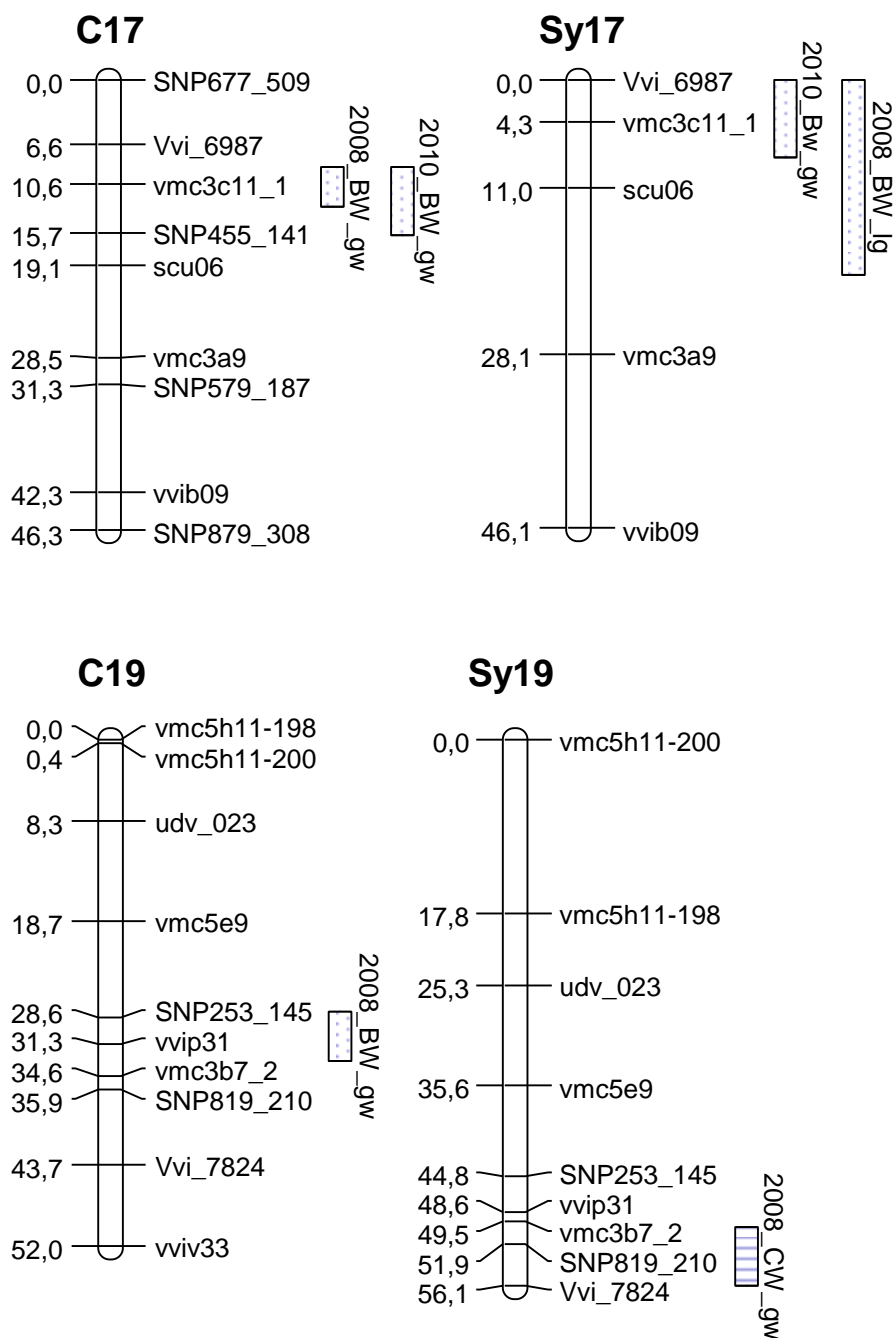 C17
0,0 SNP677_509
6,6 Vvi_6987
10,6 vmc3c11_1
15,7 SNP455_141
19,1 scu06
28,5 vmc3a9
31,3 SNP579_187
42,3 vvib09
46,3 SNP879_308
2008_BW_gw
2010_BW_gw
Sy17
0,0 Vvi_6987
4,3 vmc3c11_1
11,0 scu06
28,1 vmc3a9
46,1 vvib09
2010_Bw_gw
2008_BW_lg
C19
0,0 vmc5h11-198
0,4 vmc5h11-200
8,3 udv_023
18,7 vmc5e9
28,6 SNP253_145
31,3 vvip31
34,6 vmc3b7_2
35,9 SNP819_210
43,7 Vvi_7824
52,0 vviv33
2008_BW_gw
Sy19
0,0 vmc5h11-200
17,8 vmc5h11-198
25,3 udv_023
35,6 vmc5e9
44,8 SNP253_145
48,6 vvip31
49,5 vmc3b7_2
51,9 SNP819_210
56,1 Vvi_7824
2008_CW_gw